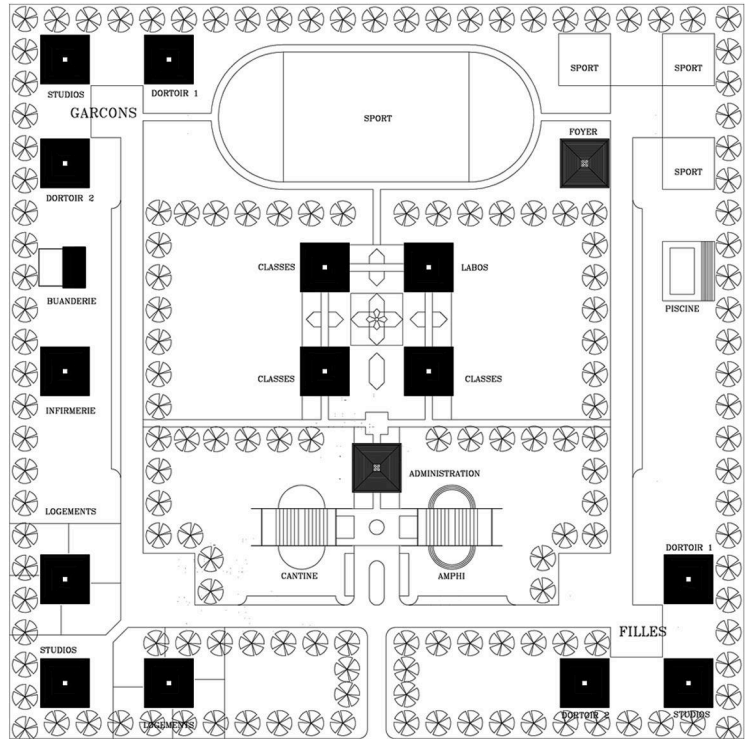 SPORT
SPORT
STUDIOS
DORTOIR 1
GARCONS
SPORT
FOYER
SPORT
DORTOIR 2
CLASSES
LABOS
BUANDERIE
PISCINE
CLASSES
CLASSES
INFIRMERIE
ADMINISTRATION
LOGEMENTS
DORTOIR 1
CANTINE
AMPHI
FILLES
STUDIOS
DORTOIR 2
STUDIOS
LOGEMENTS